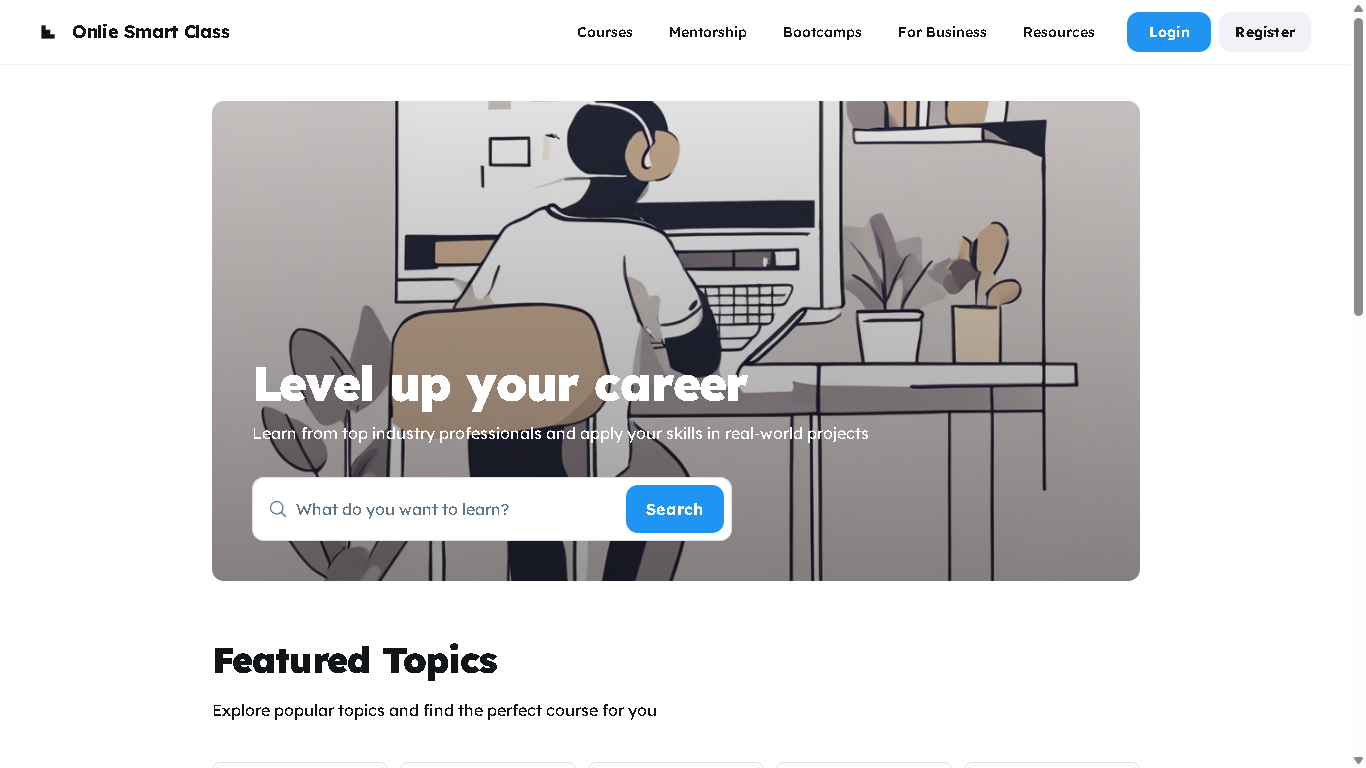 Onlie Smart Class
Courses
Mentorship
Bootcamps
For Business
Resources
Login
Register
Level up your career
Learn from top industry professionals and apply your skills in real-world projects
What do you want to learn?
Search
Featured Topics
Explore popular topics and find the perfect course for you